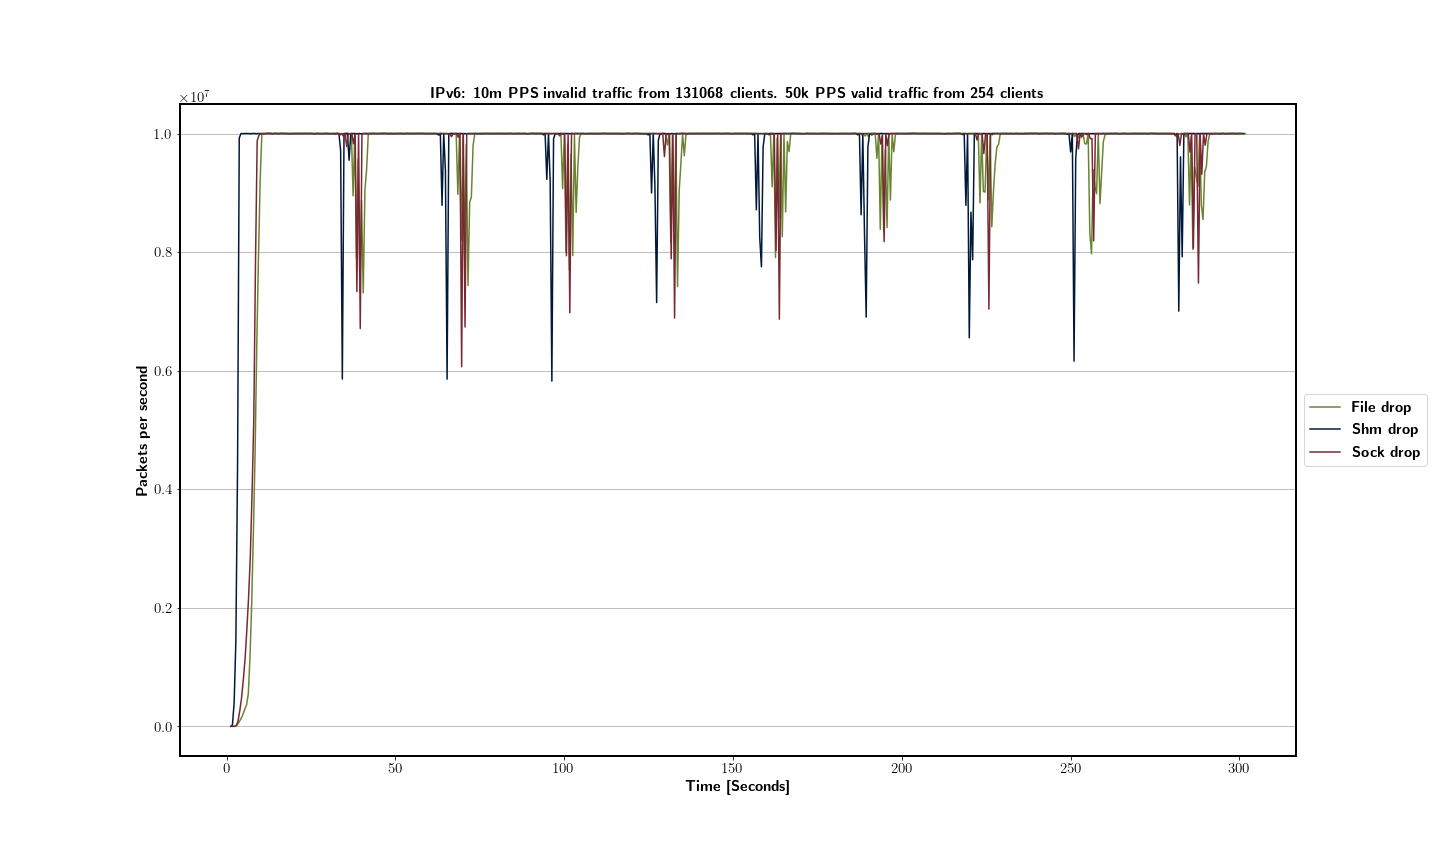 IPv6: 10m PPS invalid traffic from 131068 clients. 50k PPS valid traffic from 254 clients
×10⁷
1.0
0.8
0.6
0.4
0.2
0.0
Packets per second
0 50 100 150 200 250 300
Time [Seconds]
File drop
Shm drop
Sock drop